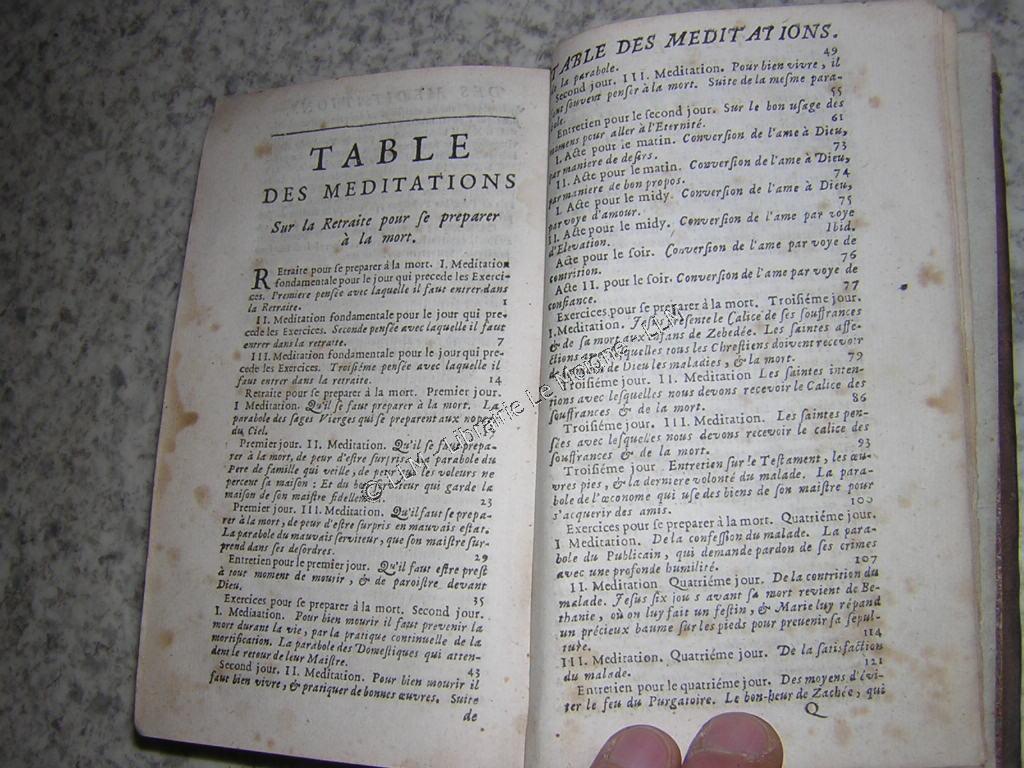 TABLE
DES MEDITATIONS
Sur la Retraite pour se preparer
à la mort.
REtraite pour se preparer à la mort. I. Meditation
fondamentale pour le jour qui precede les Exerci-
ces. Premiere pensée avec laquelle il faut entrer dans
la Retraite. 1
II. Meditation fondamentale pour le jour qui pre-
cede les Exercices. Seconde pensée avec laquelle il faut
entrer dans la retraite. 7
III. Meditation fondamentale pour le jour qui pre-
cede les Exercices. Troisiéme pensée avec laquelle il
faut entrer dans la retraite. 14
Retraite pour se preparer à la mort. Premier jour.
I Meditation. Qu'il se faut préparer à la mort. La
parabole des sages Vierges qui se preparent aux nopces
du Ciel.
Premier jour. II. Meditation. Qu'il se faut prepa-
rer à la mort, de peur d'estre surpris. La parabole du
Pere de famille qui veille, de peur que les voleurs ne
percent sa maison : Et du bon serviteur qui garde la
maison de son maistre fidellement. 23
Premier jour. III. Meditation. Qu'il faut se prepa-
rer à la mort, de peur d'estre surpris en mauvais estat.
La parabole du mauvais serviteur, que son maistre sur-
prend dans ses desordres. 29
Entretien pour le premier jour. Qu'il faut estre prest
à tout moment de mourir, & de paroistre devant
Dieu. 35
Exercices pour se preparer à la mort. Second jour.
I. Mediaation. Pour bien mourir il faut prevenir la
mort durant la vie, par la pratique continuelle de la
mortification. La parabole des Domestiques qui atten-
dent le retour de leur Maistre. 43
Second jour. II. Meditation. Pour bien mourir il
faut bien vivre, & pratiquer de bonnes œuvres. Suite
de
TABLE DES MEDITATIONS.
de la parabole. 49
Second jour. III. Meditation. Pour bien vivre, il
faut souvent penser à la mort. Suite de la mesme para-
bole. 55
Entretien pour le second jour. Sur le bon usage des
momens pour aller à l'Eternité. 61
I. Acte pour le matin. Conversion de l'ame à Dieu,
par maniere de desirs. 73
II. Acte pour le matin. Conversion de l'ame à Dieu,
par maniere de bon propos. 74
I. Acte pour le midy. Conversion de l'ame à Dieu,
par voye d'amour. 75
II. Acte pour le midy. Conversion de l'ame par voye
d'Elevation. Ibid.
Acte pour le soir. Conversion de l'ame par voye de
contrition. 76
Acte II. pour le soir. Conversion de l'ame par voye de
confiance. 77
Exercices pour se preparer à la mort. Troisiéme jour.
I. Meditation. Jesus presente le Calice de ses souffrances
& de sa mort aux enfans de Zebedée. Les saintes affe-
ctions avec lesquelles tous les Chrestiens doivent recevoir
de Dieu les maladies, & la mort. 79
Troisiéme jour. II. Meditation Les saintes inten-
tions avec lesquelles nous devons recevoir le Calice des
souffrances & de la mort. 86
Troisiéme jour. III. Meditation. Les saintes pen-
sées avec lesquelles nous devons recevoir le calice des
souffrances & de la mort. 93
Troisiéme jour. Entretien sur le Testament, les œu-
vres pies, & la derniere volonté du malade. La para-
bole de l'œconome qui use des biens de son maistre pour
s'acquerir des amis. 100
Exercices pour se preparer à la mort. Quatriéme jour.
I Meditation. De la confession du malade. La para-
bole du Publicain, qui demande pardon de ses crimes
avec une profonde humilité. 107
II. Meditation Quatriéme jour. De la contrition du
malade. Jesus six jou s avant sa mort revient de Be-
thanie, où on luy fait un festin, & Marie luy répand
un précieux baume sur les pieds pour preuenir sa sepul-
ture. 114
III. Meditation. Quatriéme jour. De la satisfaction
du malade. 121
Entretien pour le quatriéme jour. Des moyens d'évi-
ter le feu du Purgatoire. Le bon-heur de Zachée, qui
Q
© CLM - Librairie Le Moigne - CLM